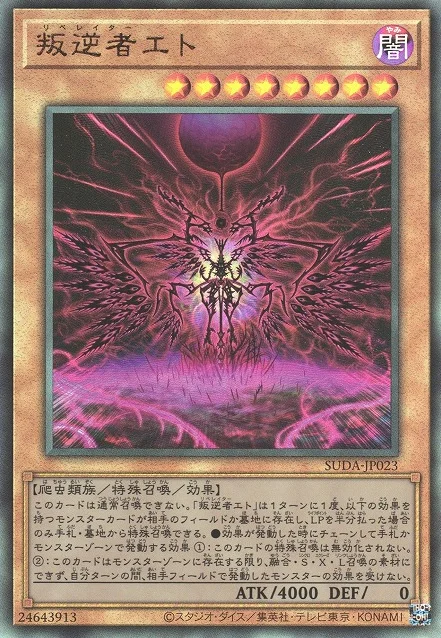 リベレイター
叛逆者エト
やみ
闇
SUDA-JP023
【爬虫類族／特殊召喚／効果】
このカードは通常召喚できない。「叛逆者エト」は１ターンに１度、以下の効果を
持つモンスターカードが相手のフィールドか墓地に存在し、LPを半分払った場合
のみ手札・墓地から特殊召喚できる。●効果が発動した時にチェーンして手札か
モンスターゾーンで発動する効果 ①：このカードの特殊召喚は無効化されない。
②：このカードはモンスターゾーンに存在する限り、融合・S・X・L召喚の素材に
できず、自分ターンの間、相手フィールドで発動したモンスターの効果を受けない。
ATK/4000 DEF/ 0
24643913
©スタジオ・ダイス／集英社・テレビ東京・KONAMI